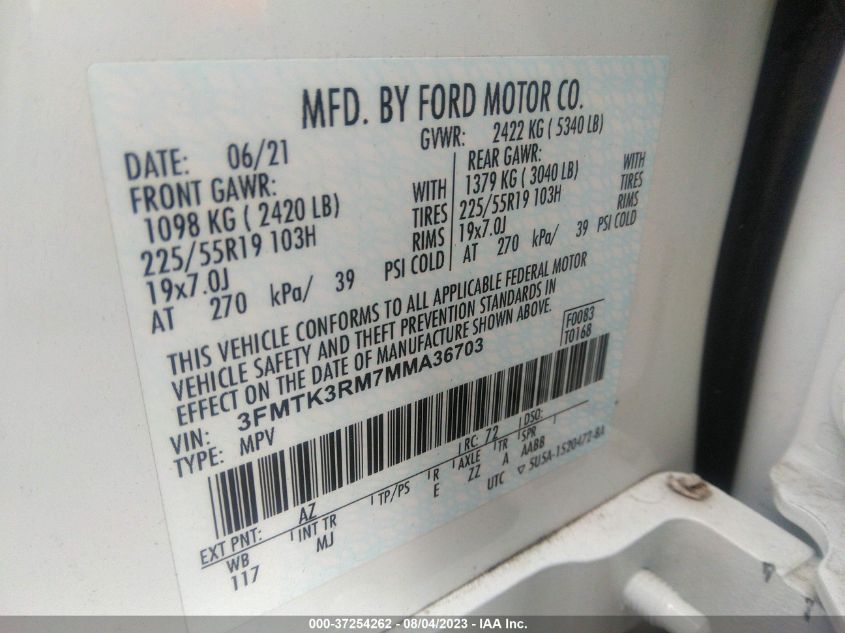 MFD. BY FORD MOTOR CO.
DATE: 06/21 GVWR: 2422 KG ( 5340 LB)
FRONT GAWR: REAR GAWR:
1098 KG ( 2420 LB) WITH 1379 KG ( 3040 LB) WITH
225/55R19 103H TIRES 225/55R19 103H TIRES
19x7.0J RIMS 19x7.0J RIMS
AT 270 kPa/ 39 PSI COLD AT 270 kPa/ 39 PSI COLD
THIS VEHICLE CONFORMS TO ALL APPLICABLE FEDERAL MOTOR
VEHICLE SAFETY AND THEFT PREVENTION STANDARDS IN
EFFECT ON THE DATE OF MANUFACTURE SHOWN ABOVE.
F0083
T0168
VIN: 3FMTK3RM7MMA36703
TYPE: MPV
EXT PNT: AZ RC: 72 DSO:
WB INT TR TP/PS R AXLE TR SPR
117 MJ E ZZ A AABB
UTC ▽ 5U5A-1520472-BA
000-37254262 - 08/04/2023 - IAA Inc.